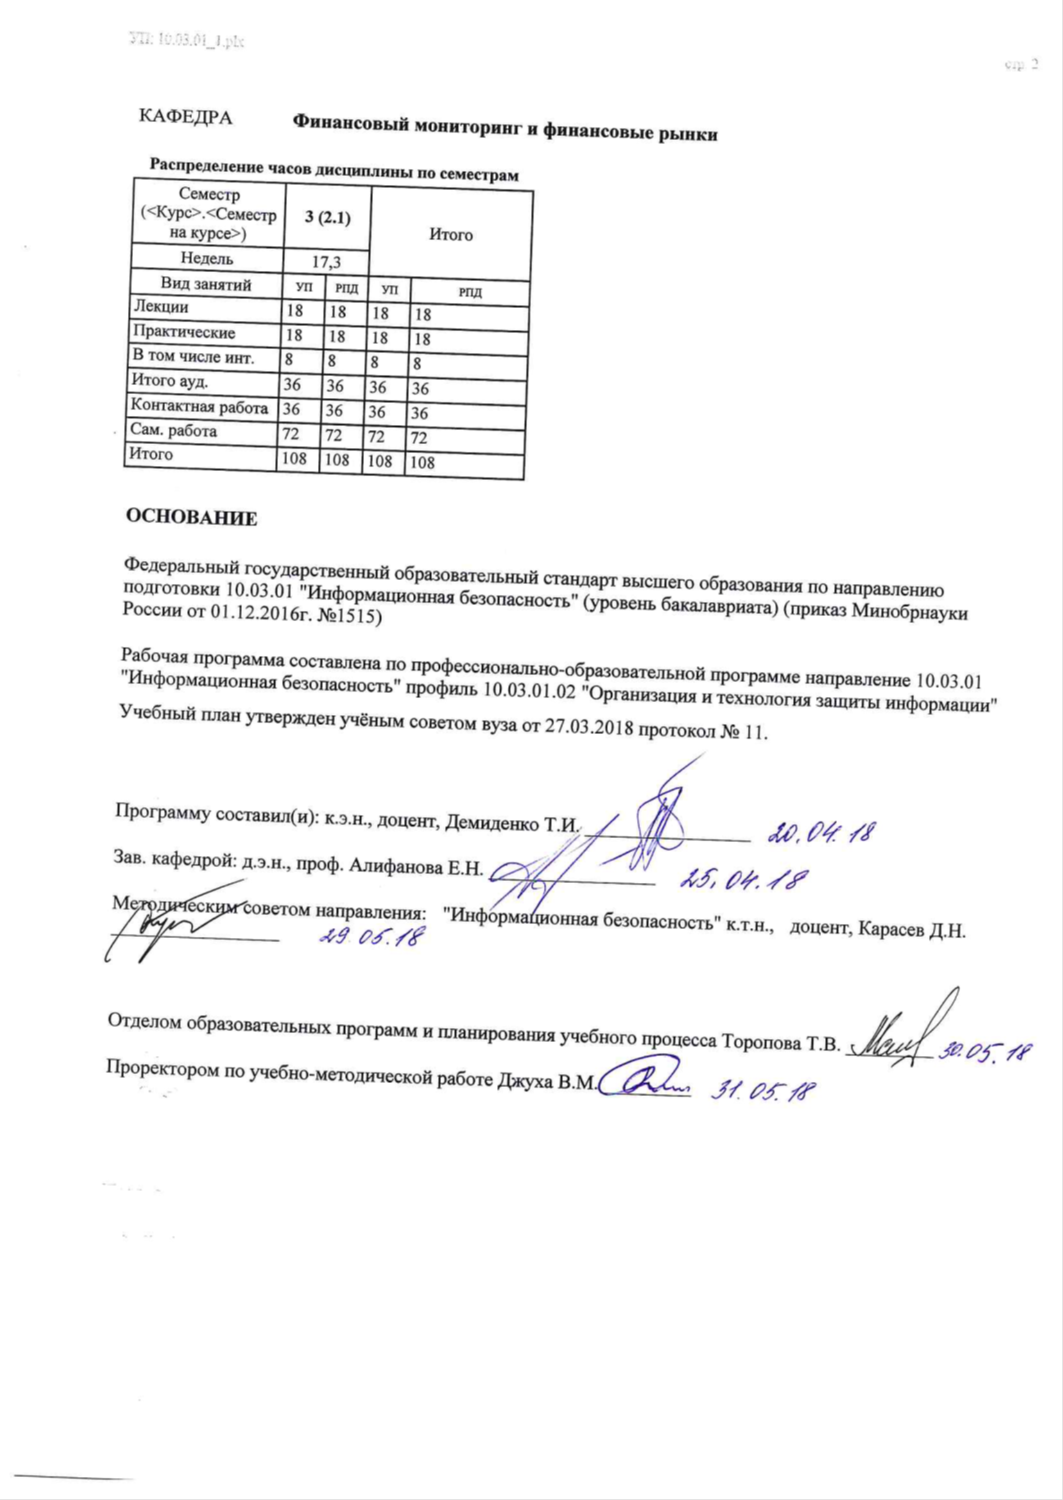 УП: 10.03.01_1.plx
стр. 2
КАФЕДРА Финансовый мониторинг и финансовые рынки
Распределение часов дисциплины по семестрам
Семестр
(<Курс>.<Семестр
на курсе>) 3 (2.1) Итого
Недель 17,3
Вид занятий УП РПД УП РПД
Лекции 18 18 18 18
Практические 18 18 18 18
В том числе инт. 8 8 8 8
Итого ауд. 36 36 36 36
Контактная работа 36 36 36 36
Сам. работа 72 72 72 72
Итого 108 108 108 108
ОСНОВАНИЕ
Федеральный государственный образовательный стандарт высшего образования по направлению
подготовки 10.03.01 "Информационная безопасность" (уровень бакалавриата) (приказ Минобрнауки
России от 01.12.2016г. №1515)
Рабочая программа составлена по профессионально-образовательной программе направление 10.03.01
"Информационная безопасность" профиль 10.03.01.02 "Организация и технология защиты информации"
Учебный план утвержден учёным советом вуза от 27.03.2018 протокол № 11.
Программу составил(и): к.э.н., доцент, Демиденко Т.И. 20.04.18
Зав. кафедрой: д.э.н., проф. Алифанова Е.Н. 25.04.18
Методическим советом направления: "Информационная безопасность" к.т.н., доцент, Карасев Д.Н.
29.05.18
Отделом образовательных программ и планирования учебного процесса Торопова Т.В. 30.05.18
Проректором по учебно-методической работе Джуха В.М. 31.05.18